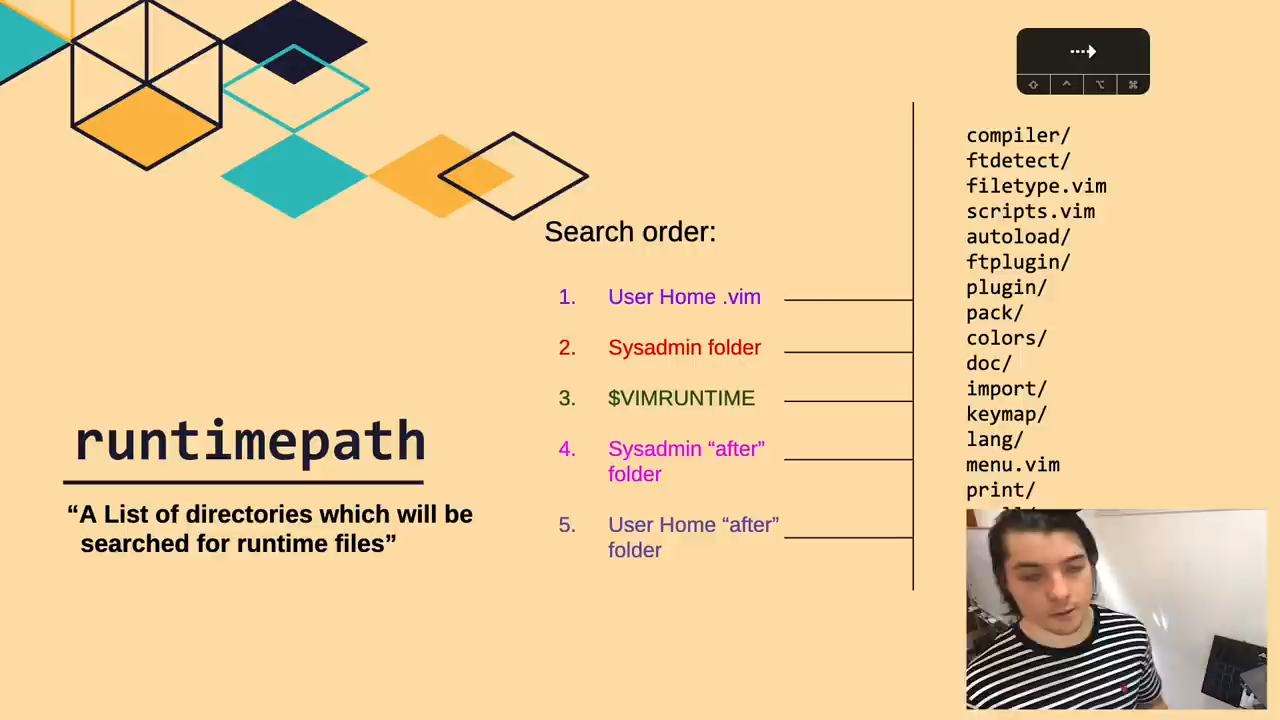 runtimepath
“A List of directories which will be
searched for runtime files”
Search order:
1. User Home .vim
2. Sysadmin folder
3. $VIMRUNTIME
4. Sysadmin “after”
folder
5. User Home “after”
folder
compiler/
ftdetect/
filetype.vim
scripts.vim
autoload/
ftplugin/
plugin/
pack/
colors/
doc/
import/
keymap/
lang/
menu.vim
print/